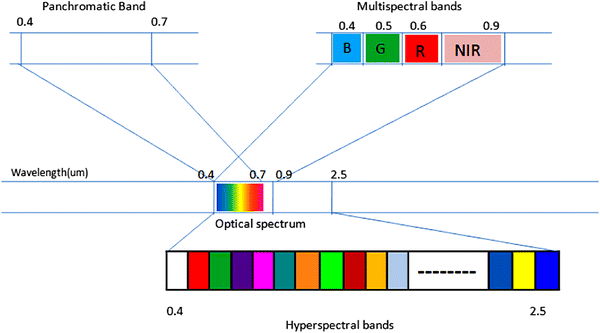 Panchromatic Band
Multispectral bands
0.4 0.7
0.4 0.5 0.6 0.9
B G R NIR
Wavelength(um) 0.4 0.7 0.9 2.5
Optical spectrum
0.4 2.5
Hyperspectral bands